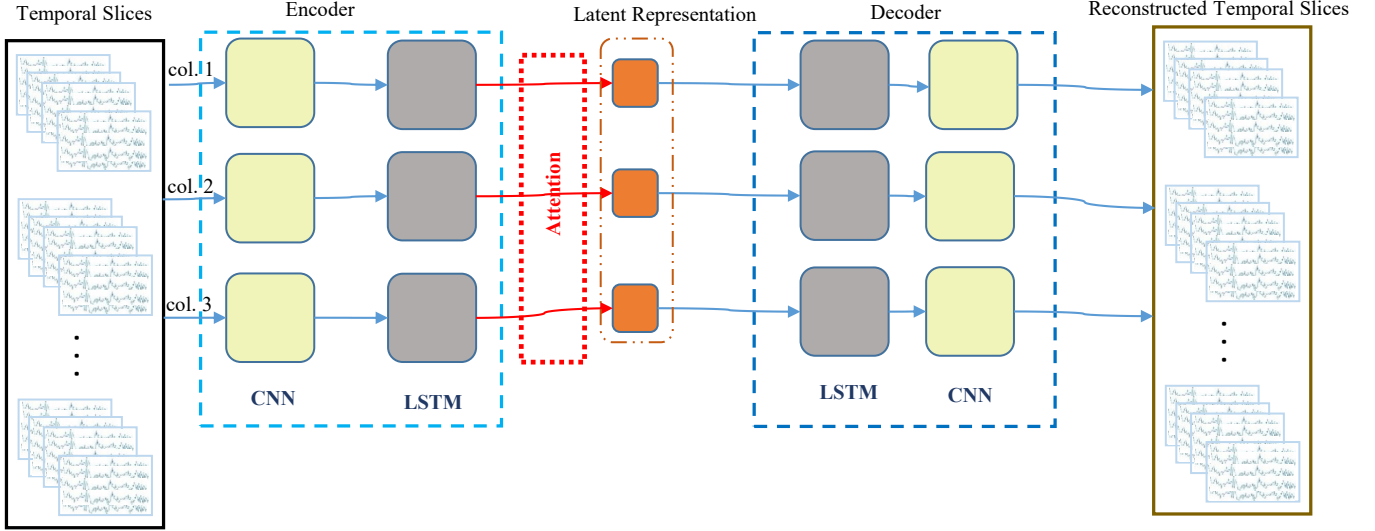 Temporal Slices
Encoder
Latent Representation
Decoder
Reconstructed Temporal Slices
col. 1
col. 2
col. 3
Attention
CNN
LSTM
LSTM
CNN